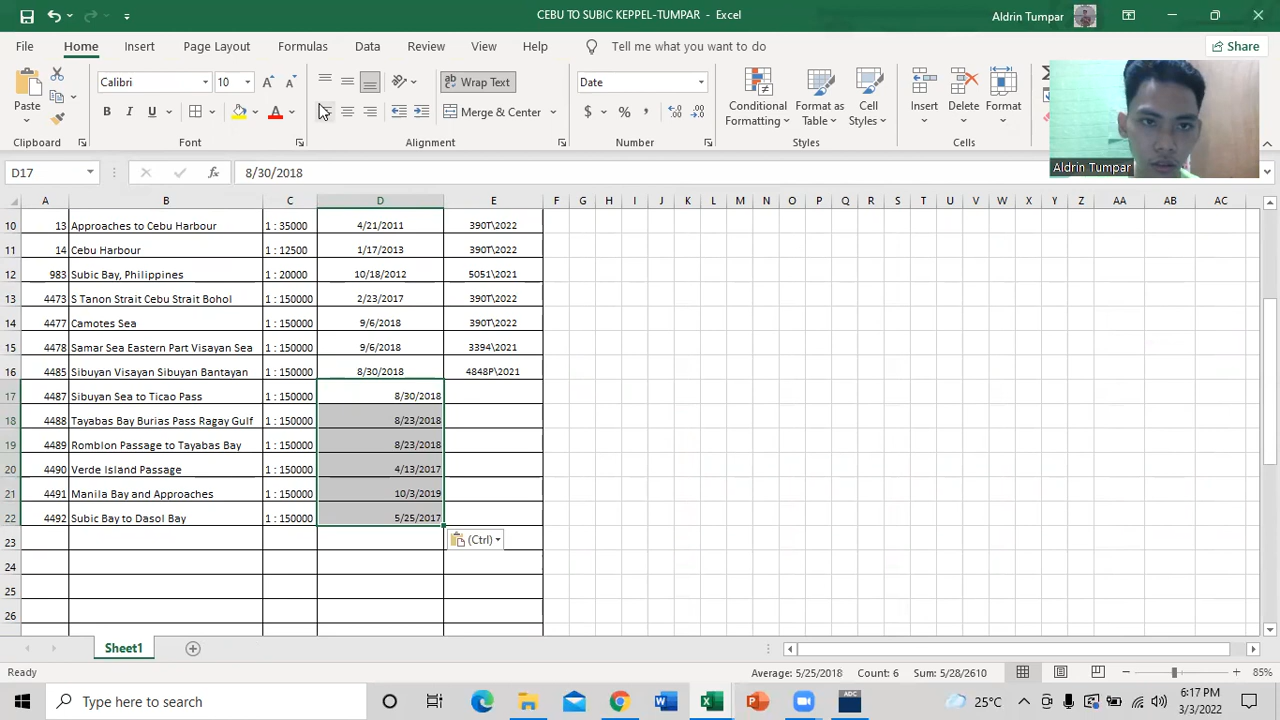 CEBU TO SUBIC KEPPEL-TUMPAR - Excel
Aldrin Tumpar
File Home Insert Page Layout Formulas Data Review View Help Tell me what you want to do Share
Calibri 10 Wrap Text Date
Paste B I U Merge & Center $ % , Conditional Formatting Format as Table Cell Styles Insert Delete Format
Clipboard Font Alignment Number Styles Cells
Aldrin Tumpar
D17 fx 8/30/2018
A B C D E F G H I J K L M N O P Q R S T U V W X Y Z AA AB AC
10 13 Approaches to Cebu Harbour 1 : 35000 4/21/2011 390T\2022
11 14 Cebu Harbour 1 : 12500 1/17/2013 390T\2022
12 983 Subic Bay, Philippines 1 : 20000 10/18/2012 5051\2021
13 4473 S Tanon Strait Cebu Strait Bohol 1 : 150000 2/23/2017 390T\2022
14 4477 Camotes Sea 1 : 150000 9/6/2018 390T\2022
15 4478 Samar Sea Eastern Part Visayan Sea 1 : 150000 9/6/2018 3394\2021
16 4485 Sibuyan Visayan Sibuyan Bantayan 1 : 150000 8/30/2018 4848P\2021
17 4487 Sibuyan Sea to Ticao Pass 1 : 150000 8/30/2018
18 4488 Tayabas Bay Burias Pass Ragay Gulf 1 : 150000 8/23/2018
19 4489 Romblon Passage to Tayabas Bay 1 : 150000 8/23/2018
20 4490 Verde Island Passage 1 : 150000 4/13/2017
21 4491 Manila Bay and Approaches 1 : 150000 10/3/2019
22 4492 Subic Bay to Dasol Bay 1 : 150000 5/25/2017
23 (Ctrl)
24
25
26
Sheet1
Ready Average: 5/25/2018 Count: 6 Sum: 5/28/2610 85%
Type here to search ADC 25°C 6:17 PM
3/3/2022